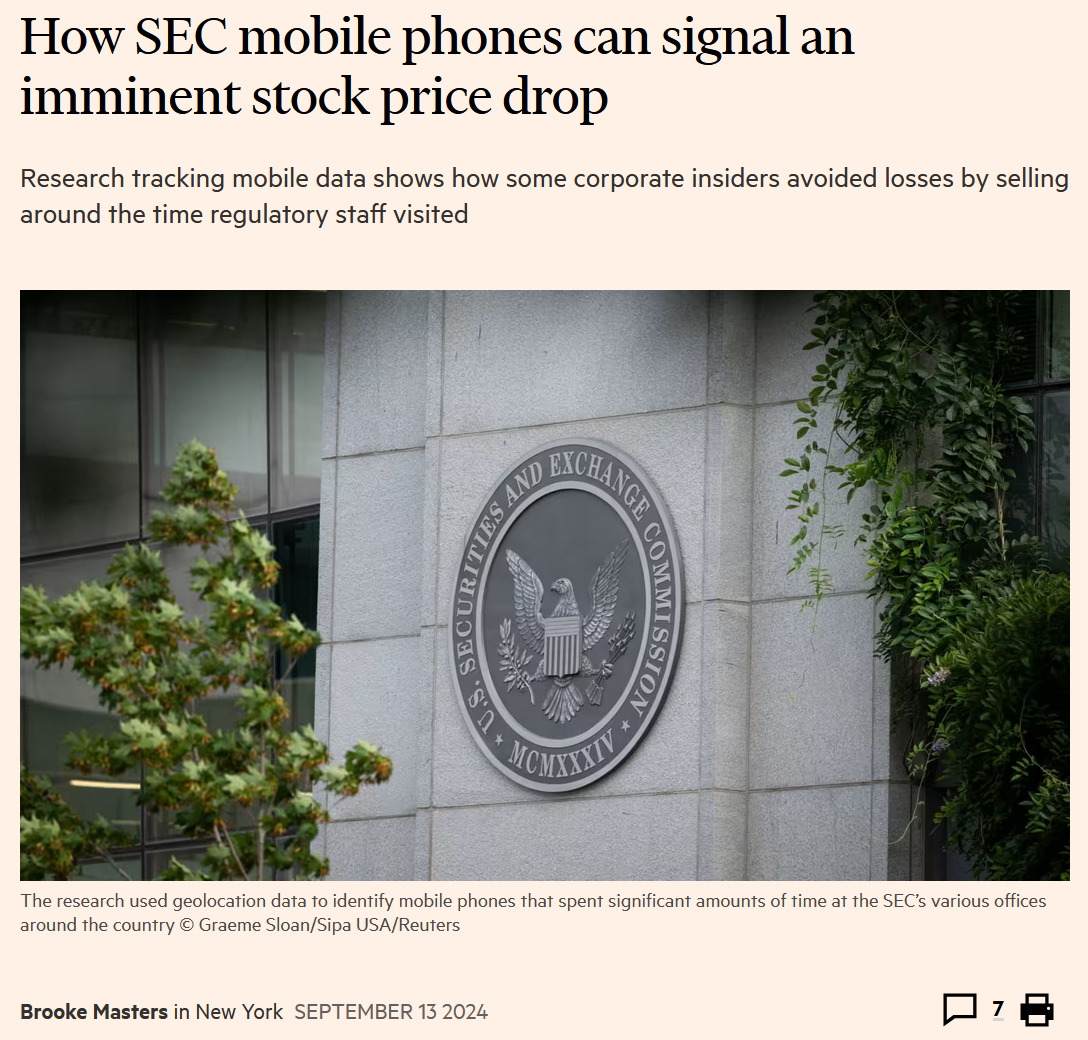 How SEC mobile phones can signal an
imminent stock price drop
Research tracking mobile data shows how some corporate insiders avoided losses by selling
around the time regulatory staff visited
U.S. SECURITIES AND EXCHANGE COMMISSION
MCMXXXIV
The research used geolocation data to identify mobile phones that spent significant amounts of time at the SEC’s various offices
around the country © Graeme Sloan/Sipa USA/Reuters
Brooke Masters in New York SEPTEMBER 13 2024
7